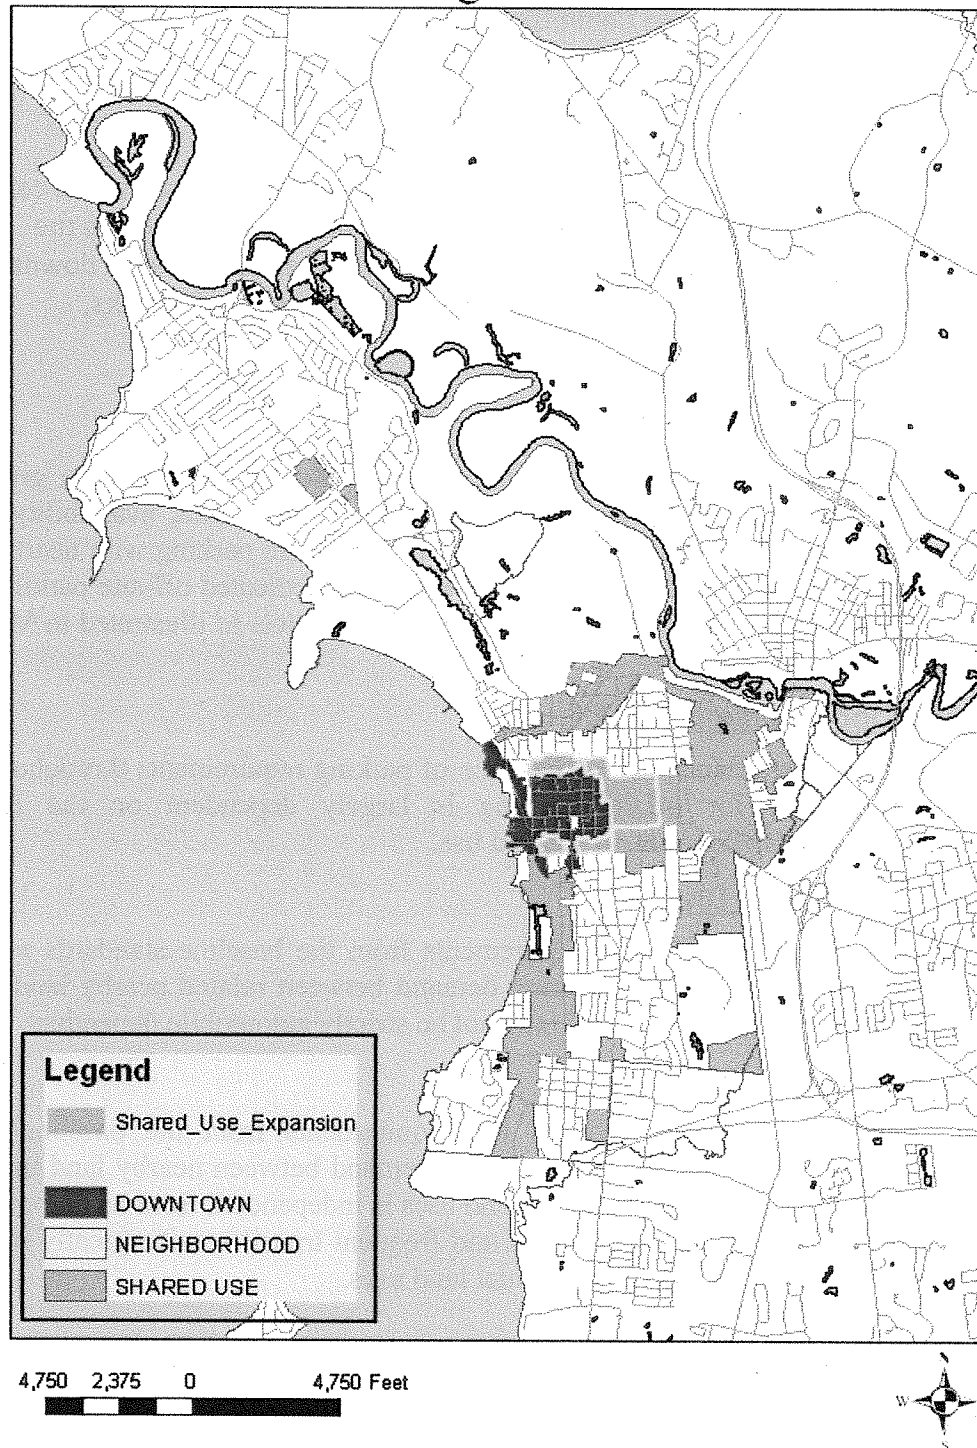 Legend
Shared_Use_Expansion
DOWNTOWN
NEIGHBORHOOD
SHARED USE
4,750 2,375 0 4,750 Feet
W
S